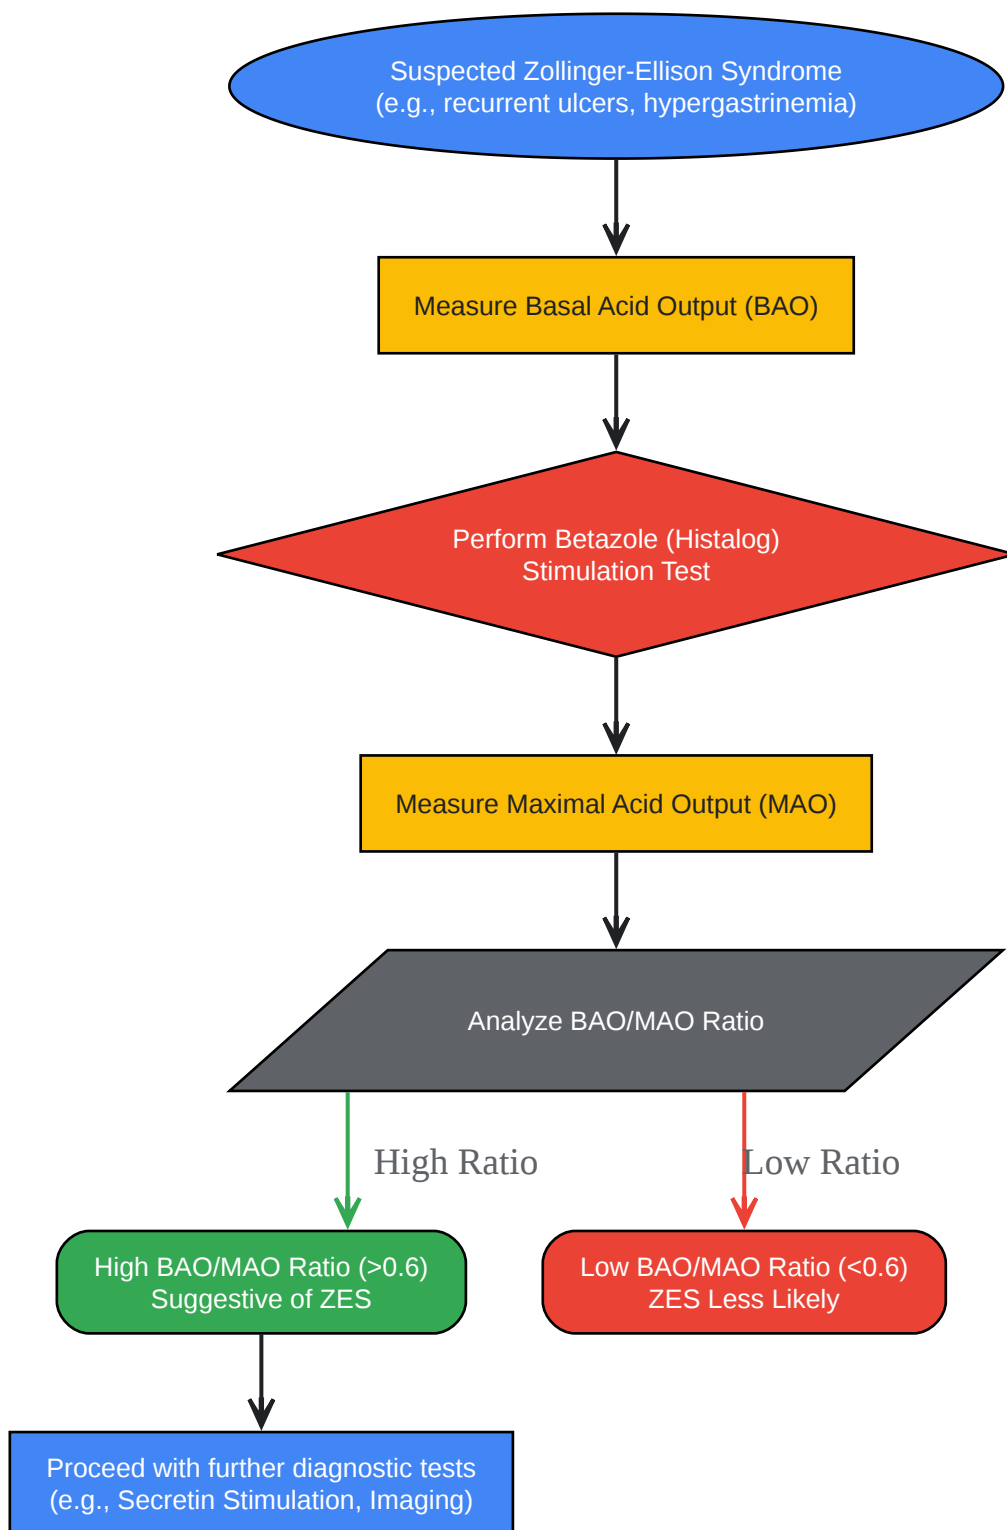 Suspected Zollinger-Ellison Syndrome
(e.g., recurrent ulcers, hypergastrinemia)
Measure Basal Acid Output (BAO)
Perform Betazole (Histalog)
Stimulation Test
Measure Maximal Acid Output (MAO)
Analyze BAO/MAO Ratio
High Ratio
Low Ratio
High BAO/MAO Ratio (>0.6)
Suggestive of ZES
Low BAO/MAO Ratio (<0.6)
ZES Less Likely
Proceed with further diagnostic tests
(e.g., Secretin Stimulation, Imaging)